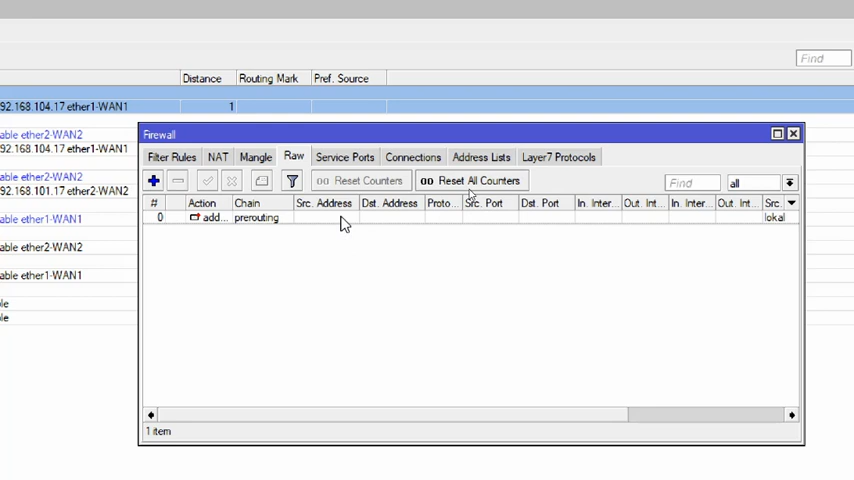 Find
Distance
Routing Mark
Pref. Source
92.168.104.17 ether1-WAN1
1
able ether2-WAN2
92.168.104.17 ether1-WAN1
able ether2-WAN2
92.168.101.17 ether2-WAN2
able ether1-WAN1
able ether2-WAN2
able ether1-WAN1
le
le
Firewall
Filter Rules
NAT
Mangle
Raw
Service Ports
Connections
Address Lists
Layer7 Protocols
oo Reset Counters
oo Reset All Counters
Find
all
#
Action
Chain
Src. Address
Dst. Address
Proto...
Src. Port
Dst. Port
In. Inter...
Out. Int...
In. Inter...
Out. Int...
Src.
0
add...
prerouting
lokal
1 item